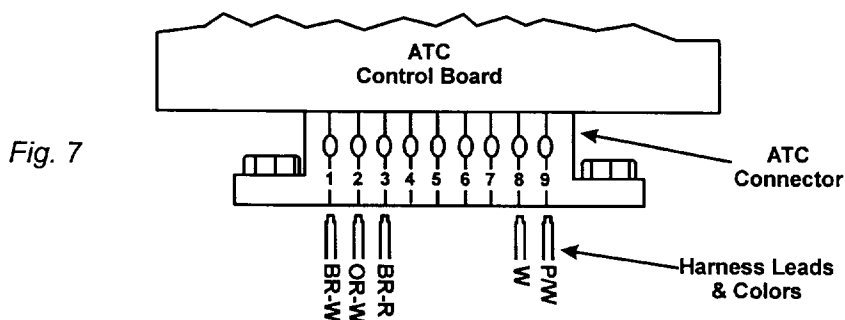 ATC
Control Board
Fig. 7
1 2 3 4 5 6 7 8 9
ATC
Connector
BR-W OR-W BR-R W P/W
Harness Leads
& Colors